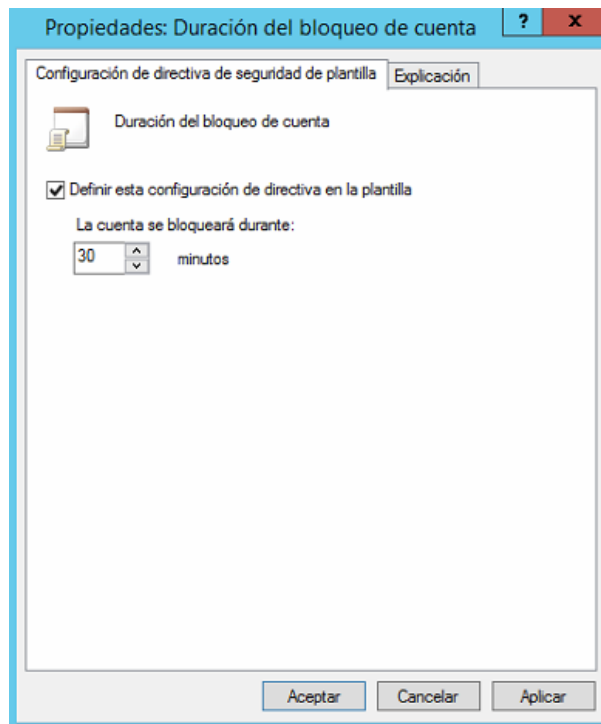 Propiedades: Duración del bloqueo de cuenta ? x
Configuración de directiva de seguridad de plantilla Explicación
Duración del bloqueo de cuenta
Definir esta configuración de directiva en la plantilla
La cuenta se bloqueará durante:
30 minutos
Aceptar Cancelar Aplicar